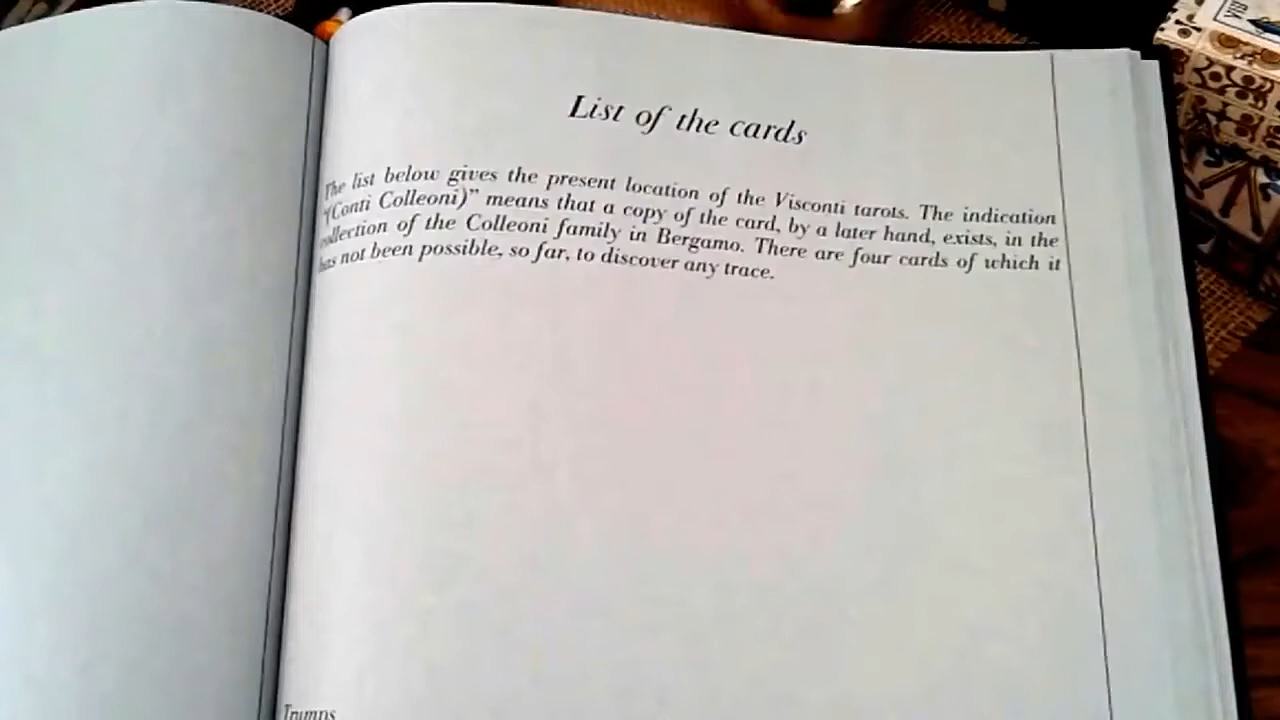 List of the cards
The list below gives the present location of the Visconti tarots. The indication
"(Conti Colleoni)" means that a copy of the card, by a later hand, exists, in the
collection of the Colleoni family in Bergamo. There are four cards of which it
has not been possible, so far, to discover any trace.
Trumps
VIII